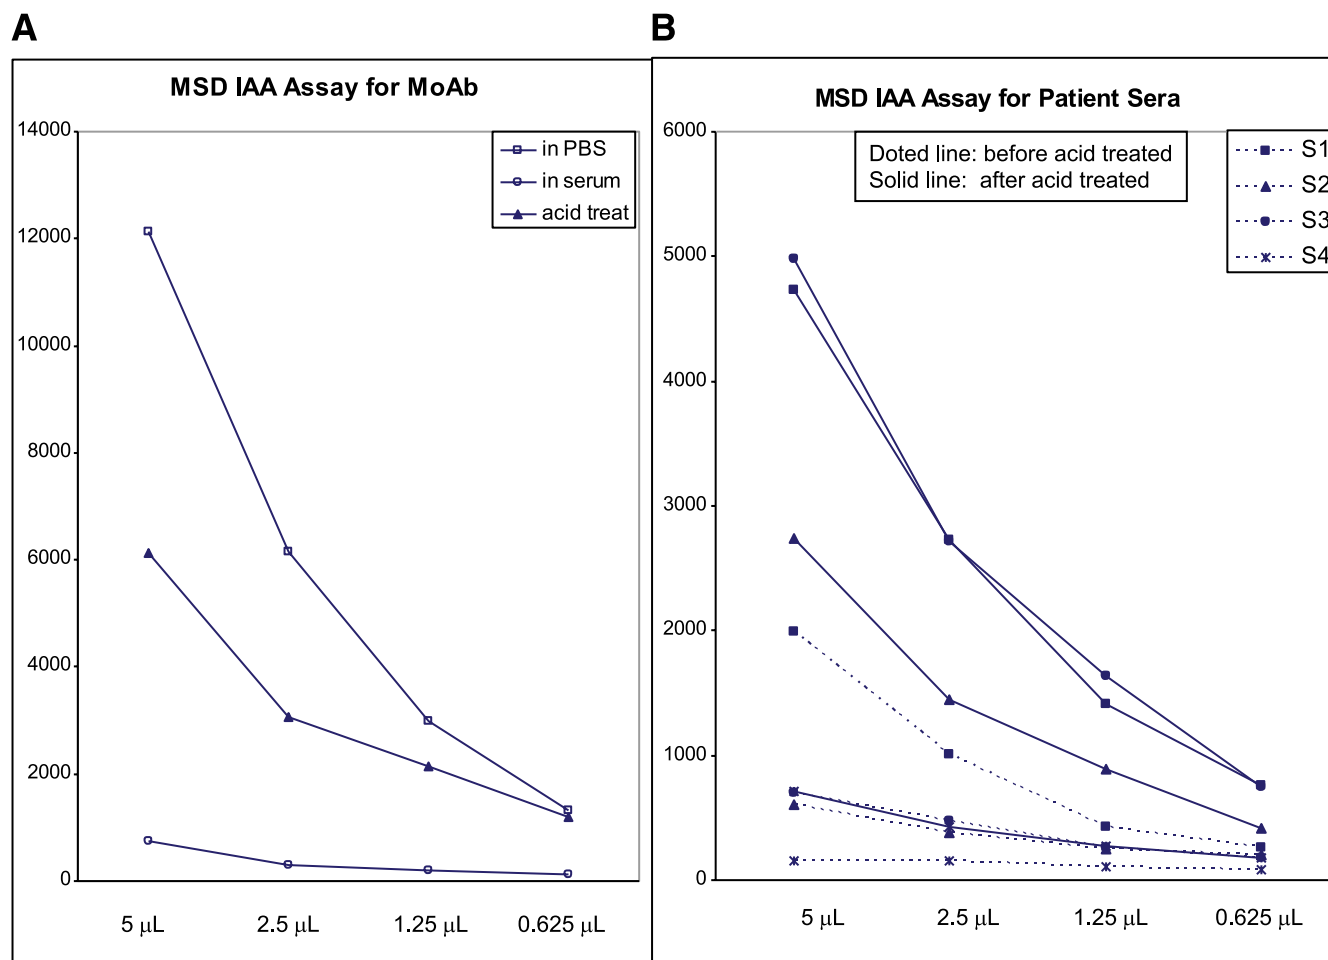 A
MSD IAA Assay for MoAb
14000
12000
10000
8000
6000
4000
2000
0
in PBS
in serum
acid treat
5 μL
2.5 μL
1.25 μL
0.625 μL
B
MSD IAA Assay for Patient Sera
6000
5000
4000
3000
2000
1000
0
Doted line: before acid treated
Solid line: after acid treated
S1
S2
S3
S4
5 μL
2.5 μL
1.25 μL
0.625 μL